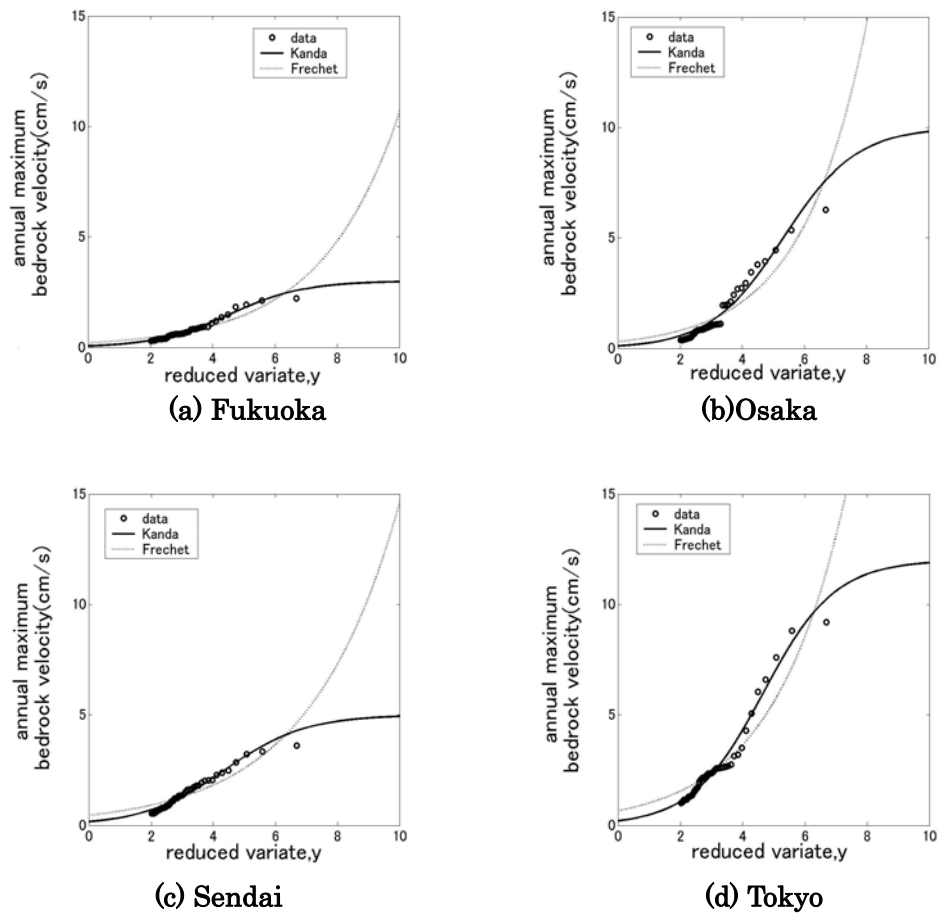 annual maximum
bedrock velocity(cm/s)
15
10
5
0
data
Kanda
Frechet
0 2 4 6 8 10
reduced variate,y
(a) Fukuoka
annual maximum
bedrock velocity(cm/s)
15
10
5
0
data
Kanda
Frechet
0 2 4 6 8 10
reduced variate,y
(b)Osaka
annual maximum
bedrock velocity(cm/s)
15
10
5
0
data
Kanda
Frechet
0 2 4 6 8 10
reduced variate,y
(c) Sendai
annual maximum
bedrock velocity(cm/s)
15
10
5
0
data
Kanda
Frechet
0 2 4 6 8 10
reduced variate,y
(d) Tokyo